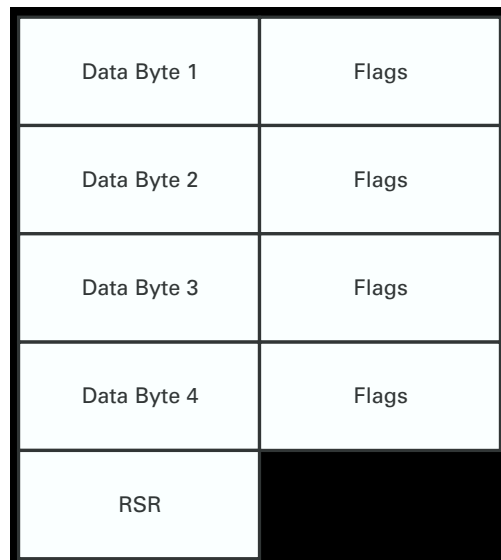 Data Byte 1 Flags
Data Byte 2 Flags
Data Byte 3 Flags
Data Byte 4 Flags
RSR